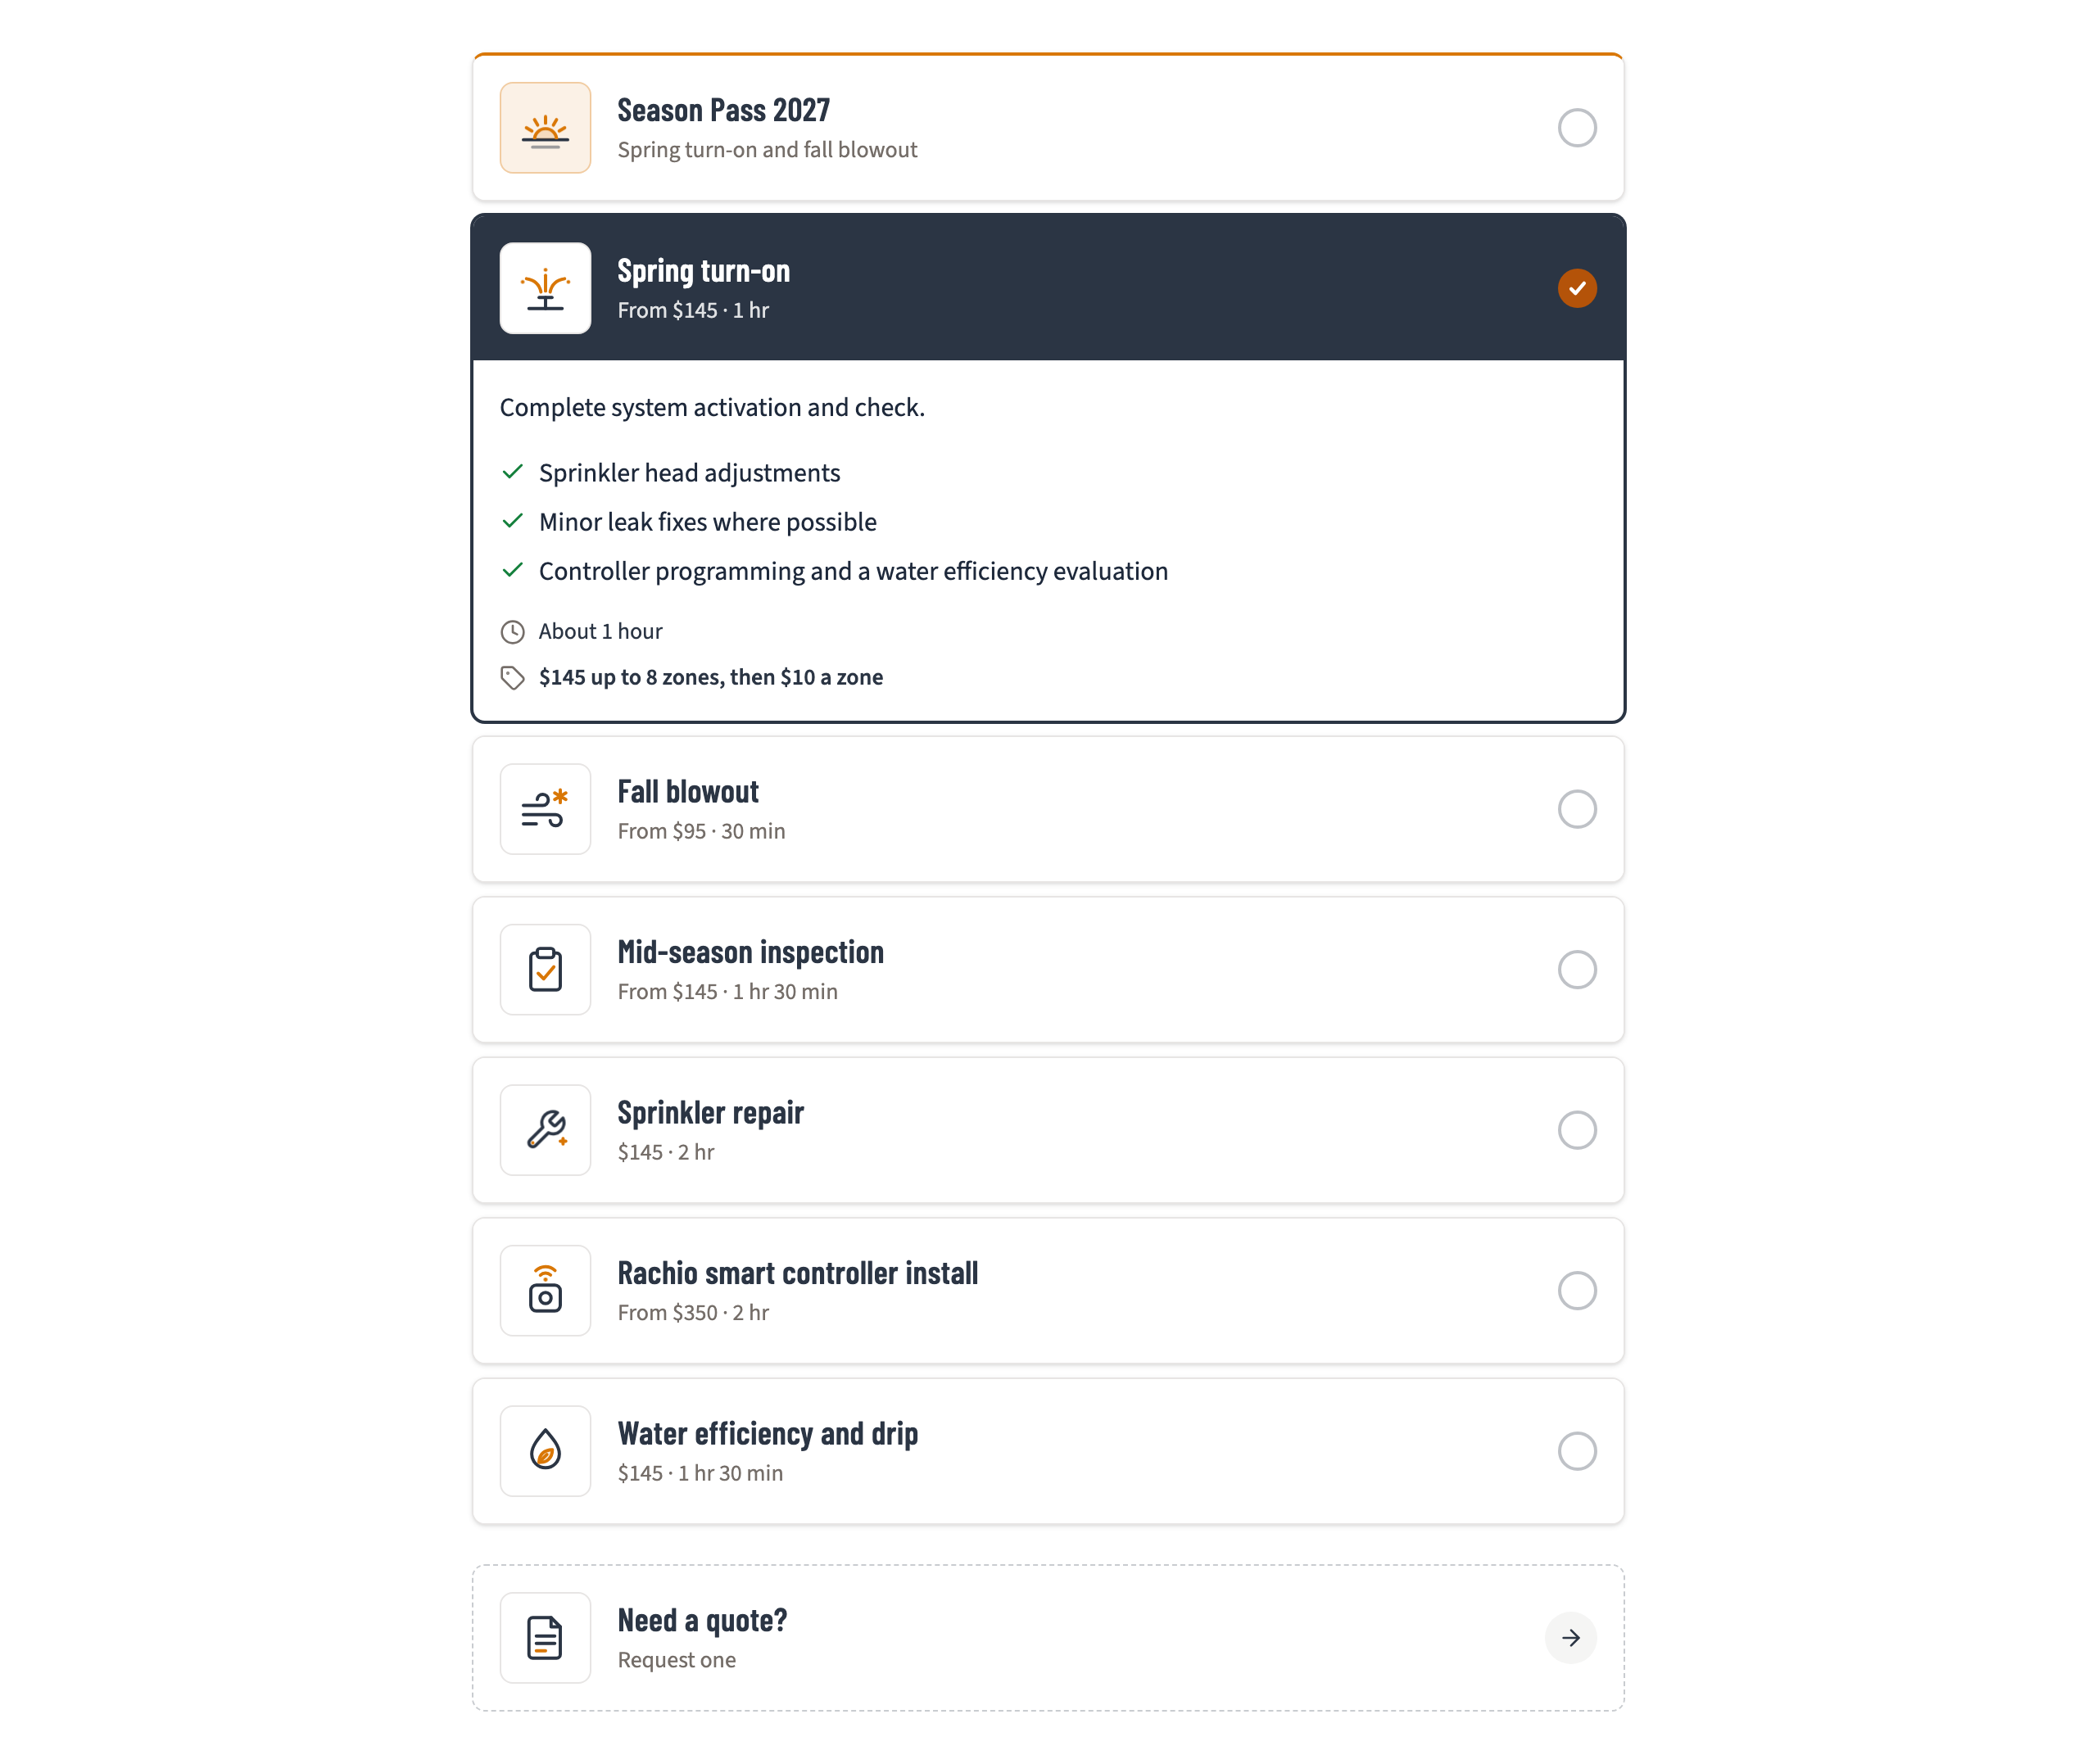 Season Pass 2027
Spring turn-on and fall blowout
Spring turn-on
From $145 · 1 hr
Complete system activation and check.
Sprinkler head adjustments
Minor leak fixes where possible
Controller programming and a water efficiency evaluation
About 1 hour
$145 up to 8 zones, then $10 a zone
Fall blowout
From $95 · 30 min
Mid-season inspection
From $145 · 1 hr 30 min
Sprinkler repair
$145 · 2 hr
Rachio smart controller install
From $350 · 2 hr
Water efficiency and drip
$145 · 1 hr 30 min
Need a quote?
Request one